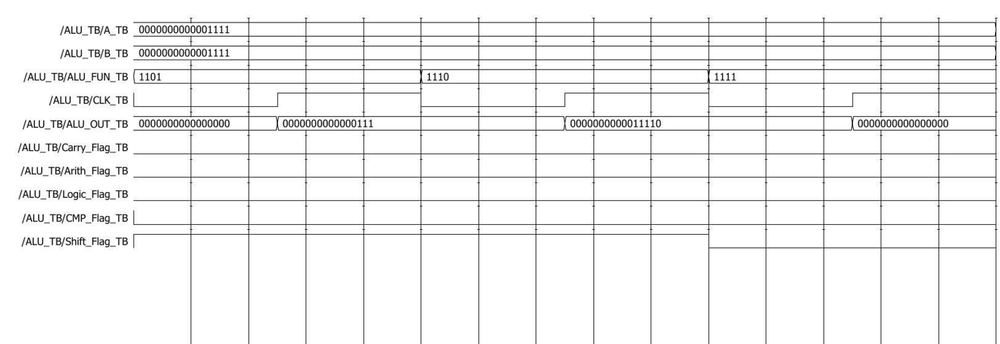 /ALU_TB/A_TB 0000000000001111
/ALU_TB/B_TB 0000000000001111
/ALU_TB/ALU_FUN_TB 1101 1110 1111
/ALU_TB/CLK_TB
/ALU_TB/ALU_OUT_TB 0000000000000000 0000000000000111 0000000000011110 0000000000000000
/ALU_TB/Carry_Flag_TB
/ALU_TB/Arith_Flag_TB
/ALU_TB/Logic_Flag_TB
/ALU_TB/CMP_Flag_TB
/ALU_TB/Shift_Flag_TB